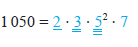 1 050 = 2 · 3 · 5² · 7